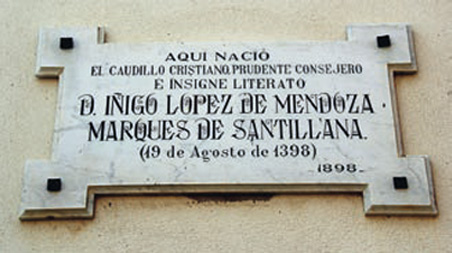 AQUI NACIÓ
EL CAUDILLO CRISTIANO, PRUDENTE CONSEJERO
E INSIGNE LITERATO
D. IÑIGO LOPEZ DE MENDOZA
MARQUES DE SANTILLANA.
(19 de Agosto de 1398)
-1898-